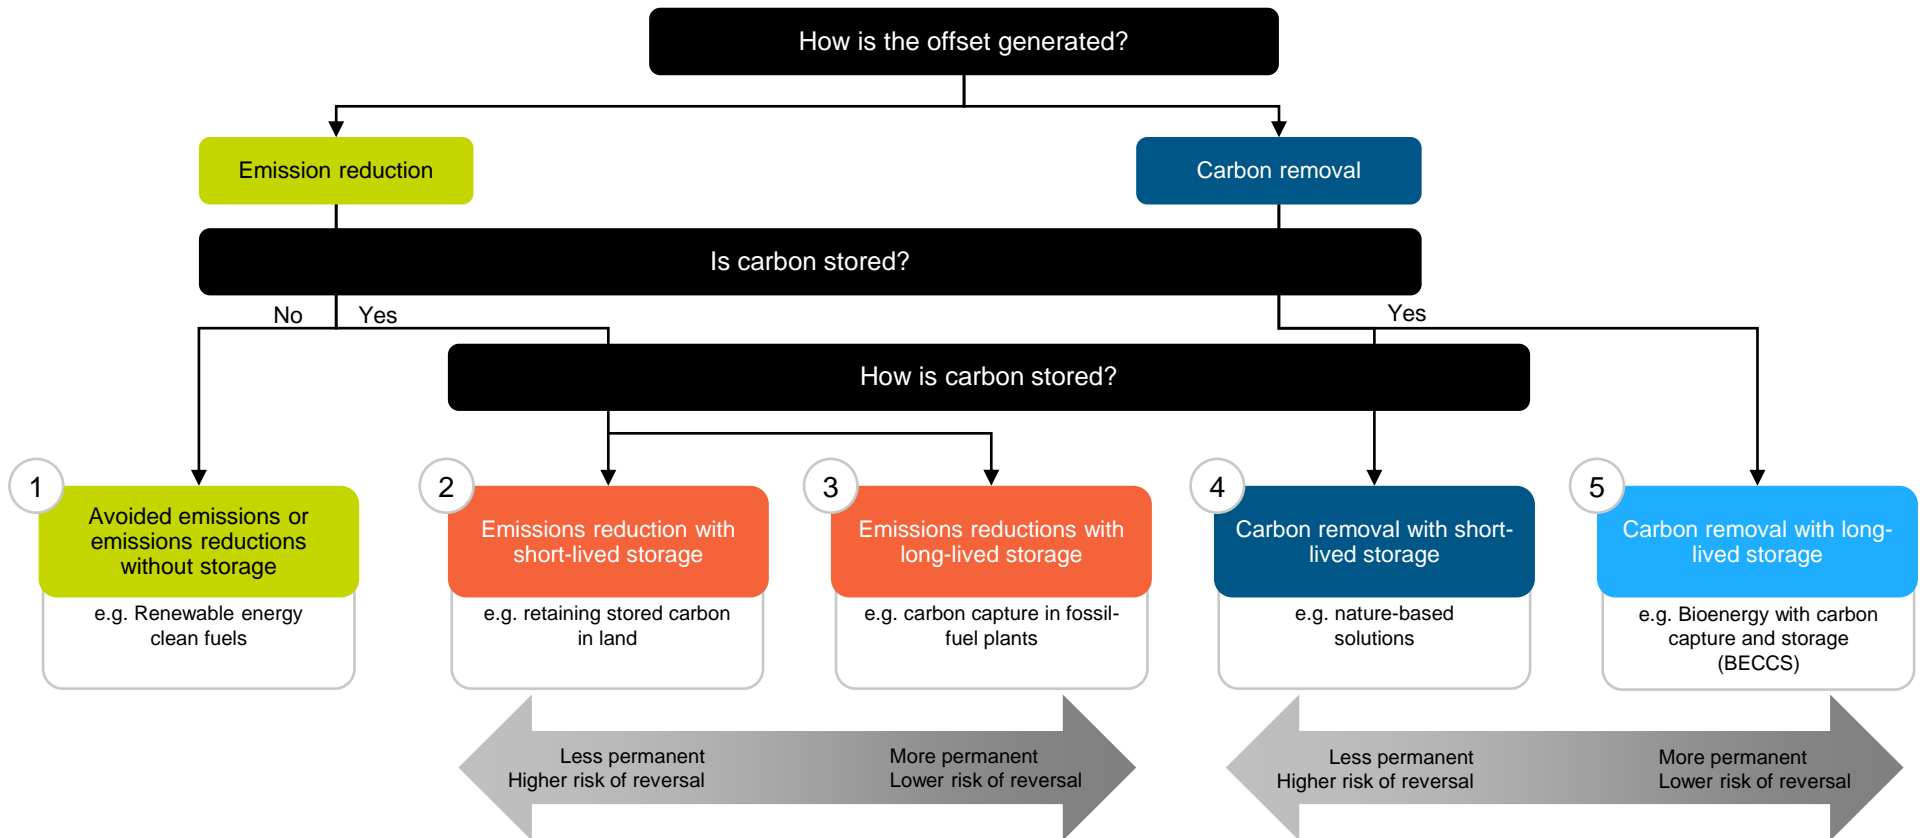 How is the offset generated?
Emission reduction
Carbon removal
Is carbon stored?
No
Yes
Yes
How is carbon stored?
1
Avoided emissions or
emissions reductions
without storage
e.g. Renewable energy
clean fuels
2
Emissions reduction with
short-lived storage
e.g. retaining stored carbon
in land
3
Emissions reductions with
long-lived storage
e.g. carbon capture in fossil-
fuel plants
4
Carbon removal with short-
lived storage
e.g. nature-based
solutions
5
Carbon removal with long-
lived storage
e.g. Bioenergy with carbon
capture and storage
(BECCS)
Less permanent
Higher risk of reversal
More permanent
Lower risk of reversal
Less permanent
Higher risk of reversal
More permanent
Lower risk of reversal